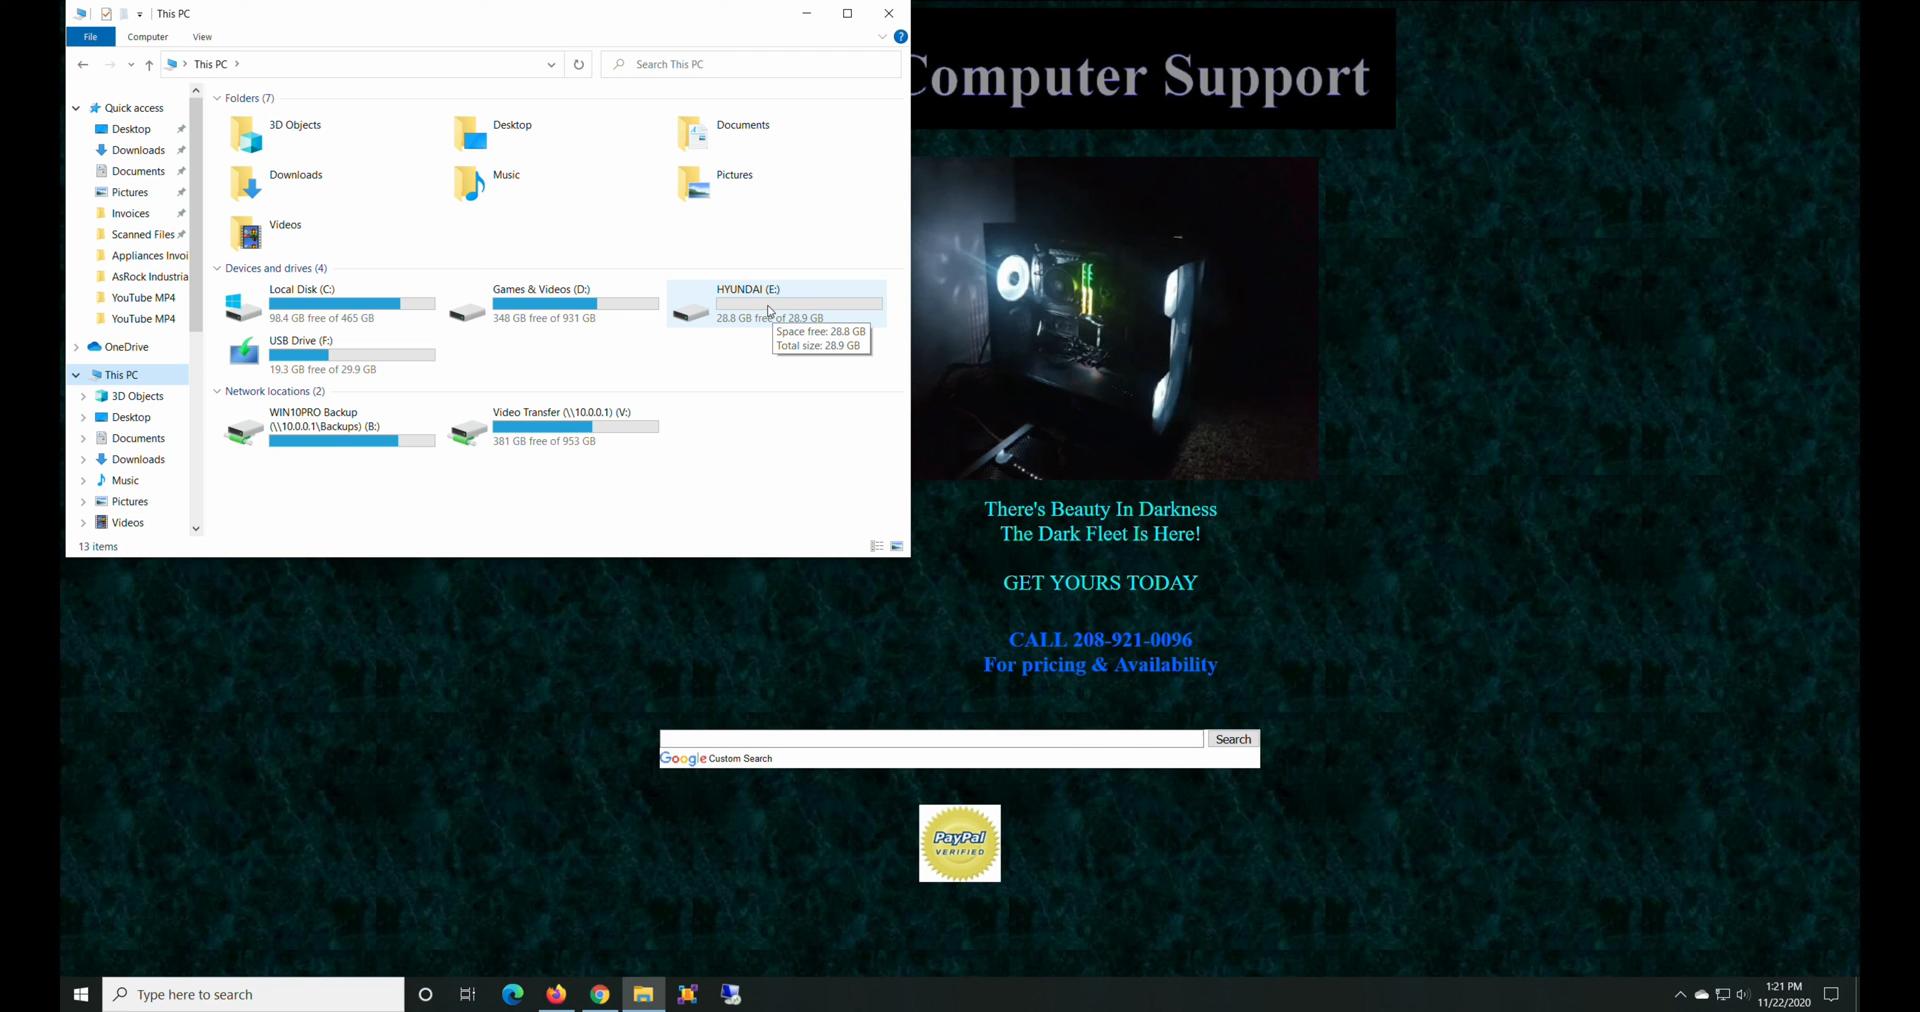 This PC
File
Computer
View
This PC
Search This PC
Quick access
Desktop
Downloads
Documents
Pictures
Invoices
Scanned Files
Appliances Invoi
AsRock Industria
YouTube MP4
YouTube MP4
OneDrive
This PC
3D Objects
Desktop
Documents
Downloads
Music
Pictures
Videos
Folders (7)
3D Objects
Desktop
Documents
Downloads
Music
Pictures
Videos
Devices and drives (4)
Local Disk (C:)
98.4 GB free of 465 GB
Games & Videos (D:)
348 GB free of 931 GB
HYUNDAI (E:)
28.8 GB free of 28.9 GB
Space free: 28.8 GB
Total size: 28.9 GB
USB Drive (F:)
19.3 GB free of 29.9 GB
Network locations (2)
WIN10PRO Backup
(\\10.0.0.1\Backups) (B:)
Video Transfer (\\10.0.0.1) (V:)
381 GB free of 953 GB
13 items
Computer Support
There's Beauty In Darkness
The Dark Fleet Is Here!
GET YOURS TODAY
CALL 208-921-0096
For pricing & Availability
Search
Google Custom Search
PayPal
VERIFIED
Type here to search
1:21 PM
11/22/2020